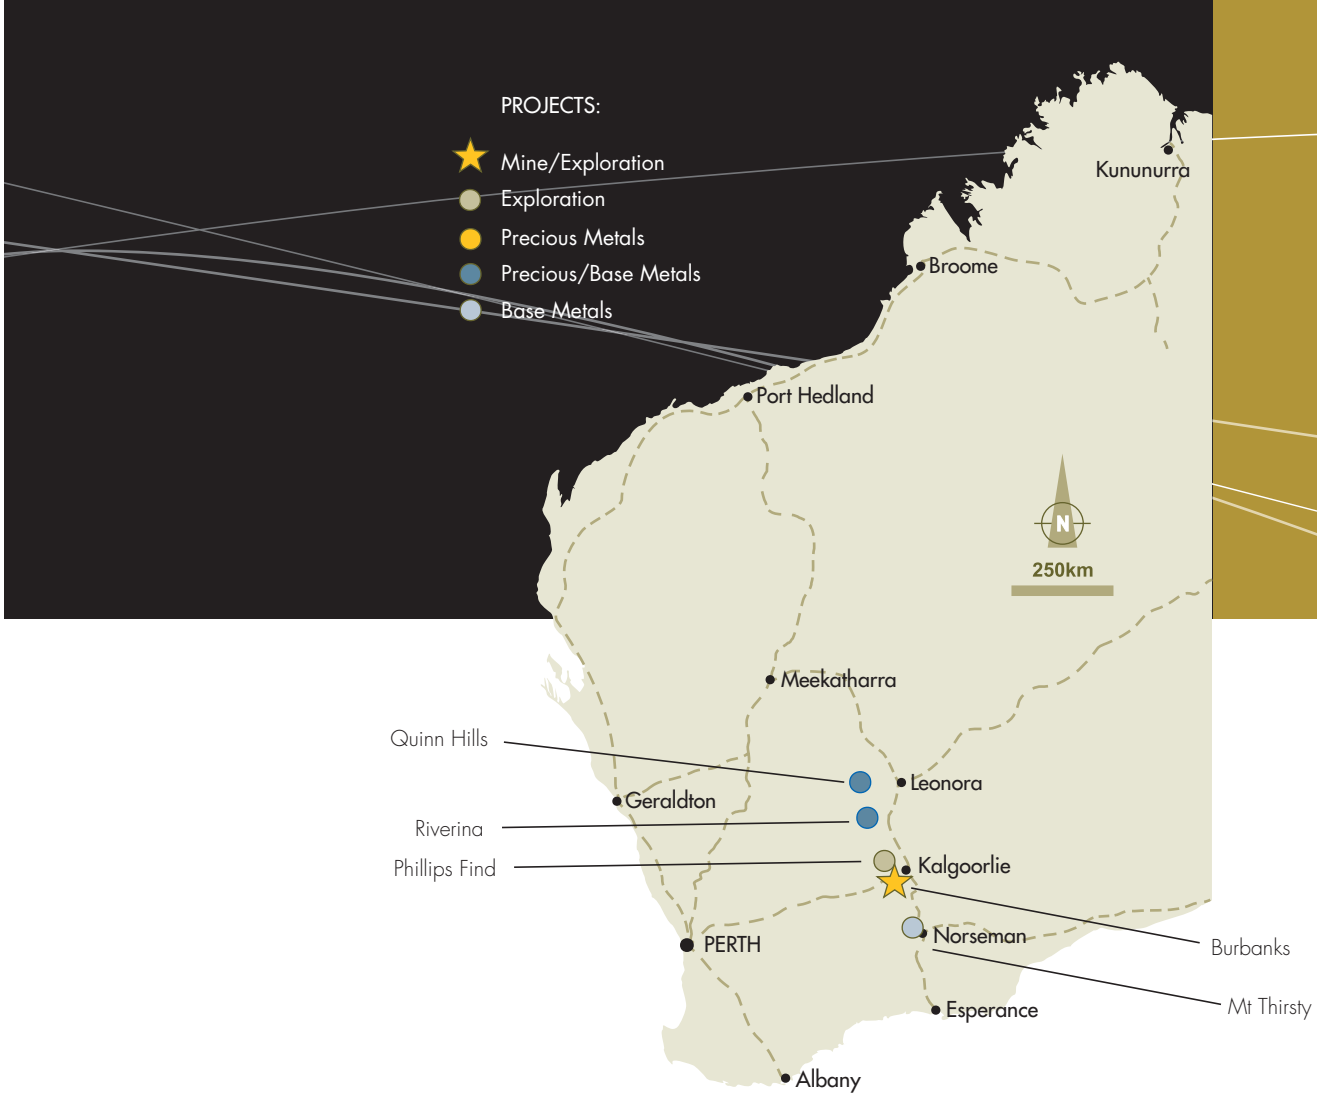 PROJECTS:
Mine/Exploration
Exploration
Precious Metals
Precious/Base Metals
Base Metals
Kununurra
Broome
Port Hedland
N
250km
Meekatharra
Quinn Hills
Leonora
Geraldton
Riverina
Phillips Find
Kalgoorlie
Norseman
PERTH
Burbanks
Mt Thirsty
Esperance
Albany